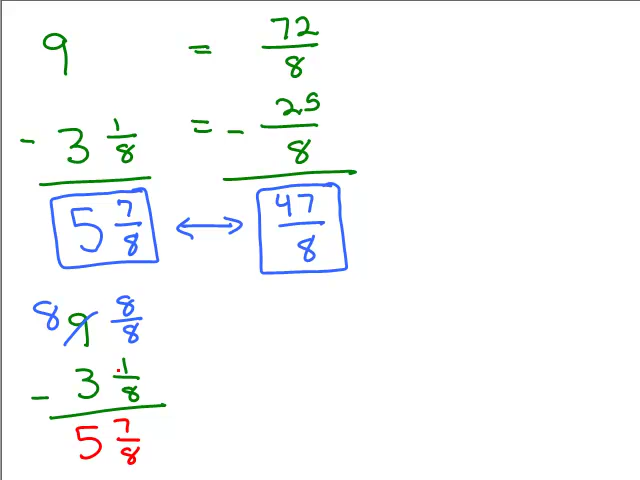 9 = 72/8
- 3 1/8 = - 25/8
5 7/8 ↔ 47/8
8 9 8/8
- 3 1/8
5 7/8